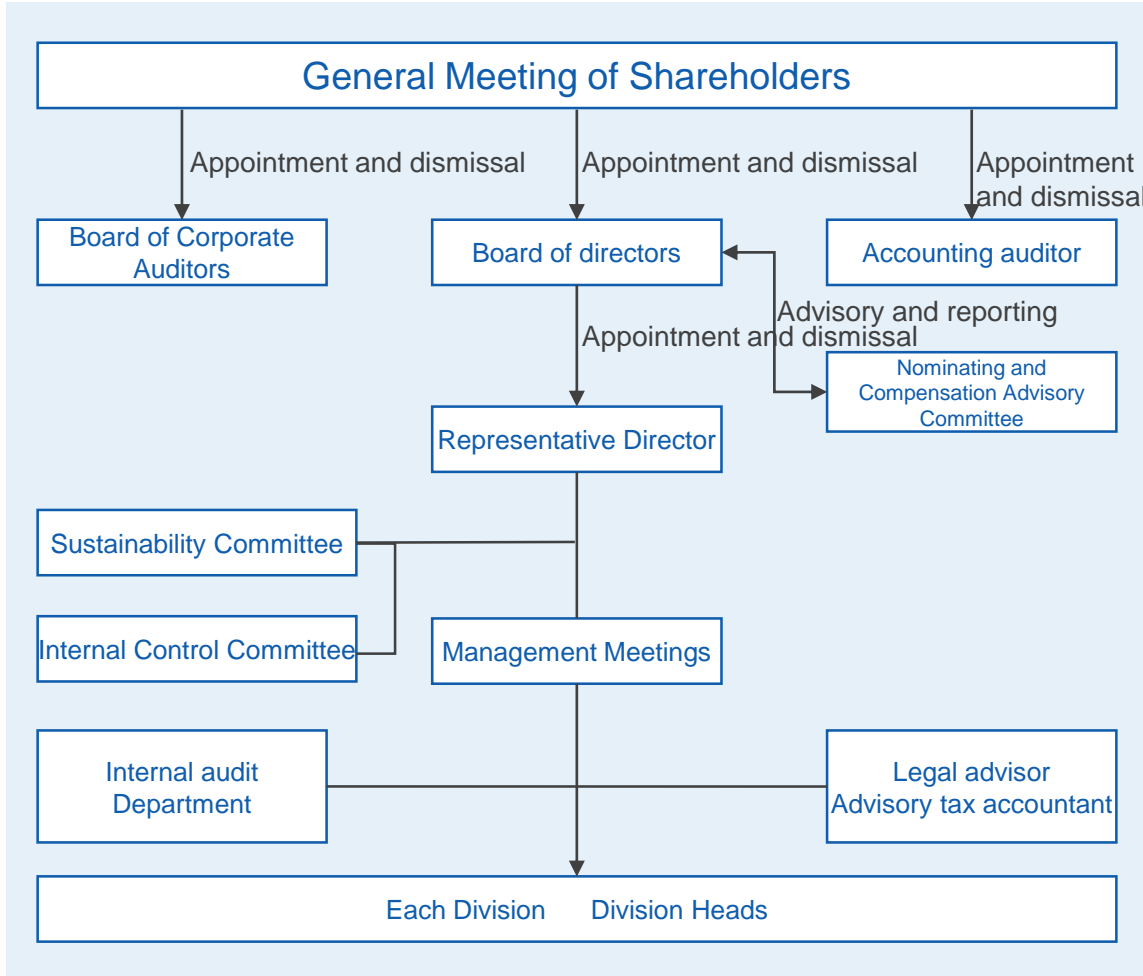 General Meeting of Shareholders
Appointment and dismissal
Appointment and dismissal
Appointment
and dismissal
Board of Corporate
Auditors
Board of directors
Accounting auditor
Advisory and reporting
Appointment and dismissal
Nominating and
Compensation Advisory
Committee
Representative Director
Sustainability Committee
Internal Control Committee
Management Meetings
Internal audit
Department
Legal advisor
Advisory tax accountant
Each Division Division Heads